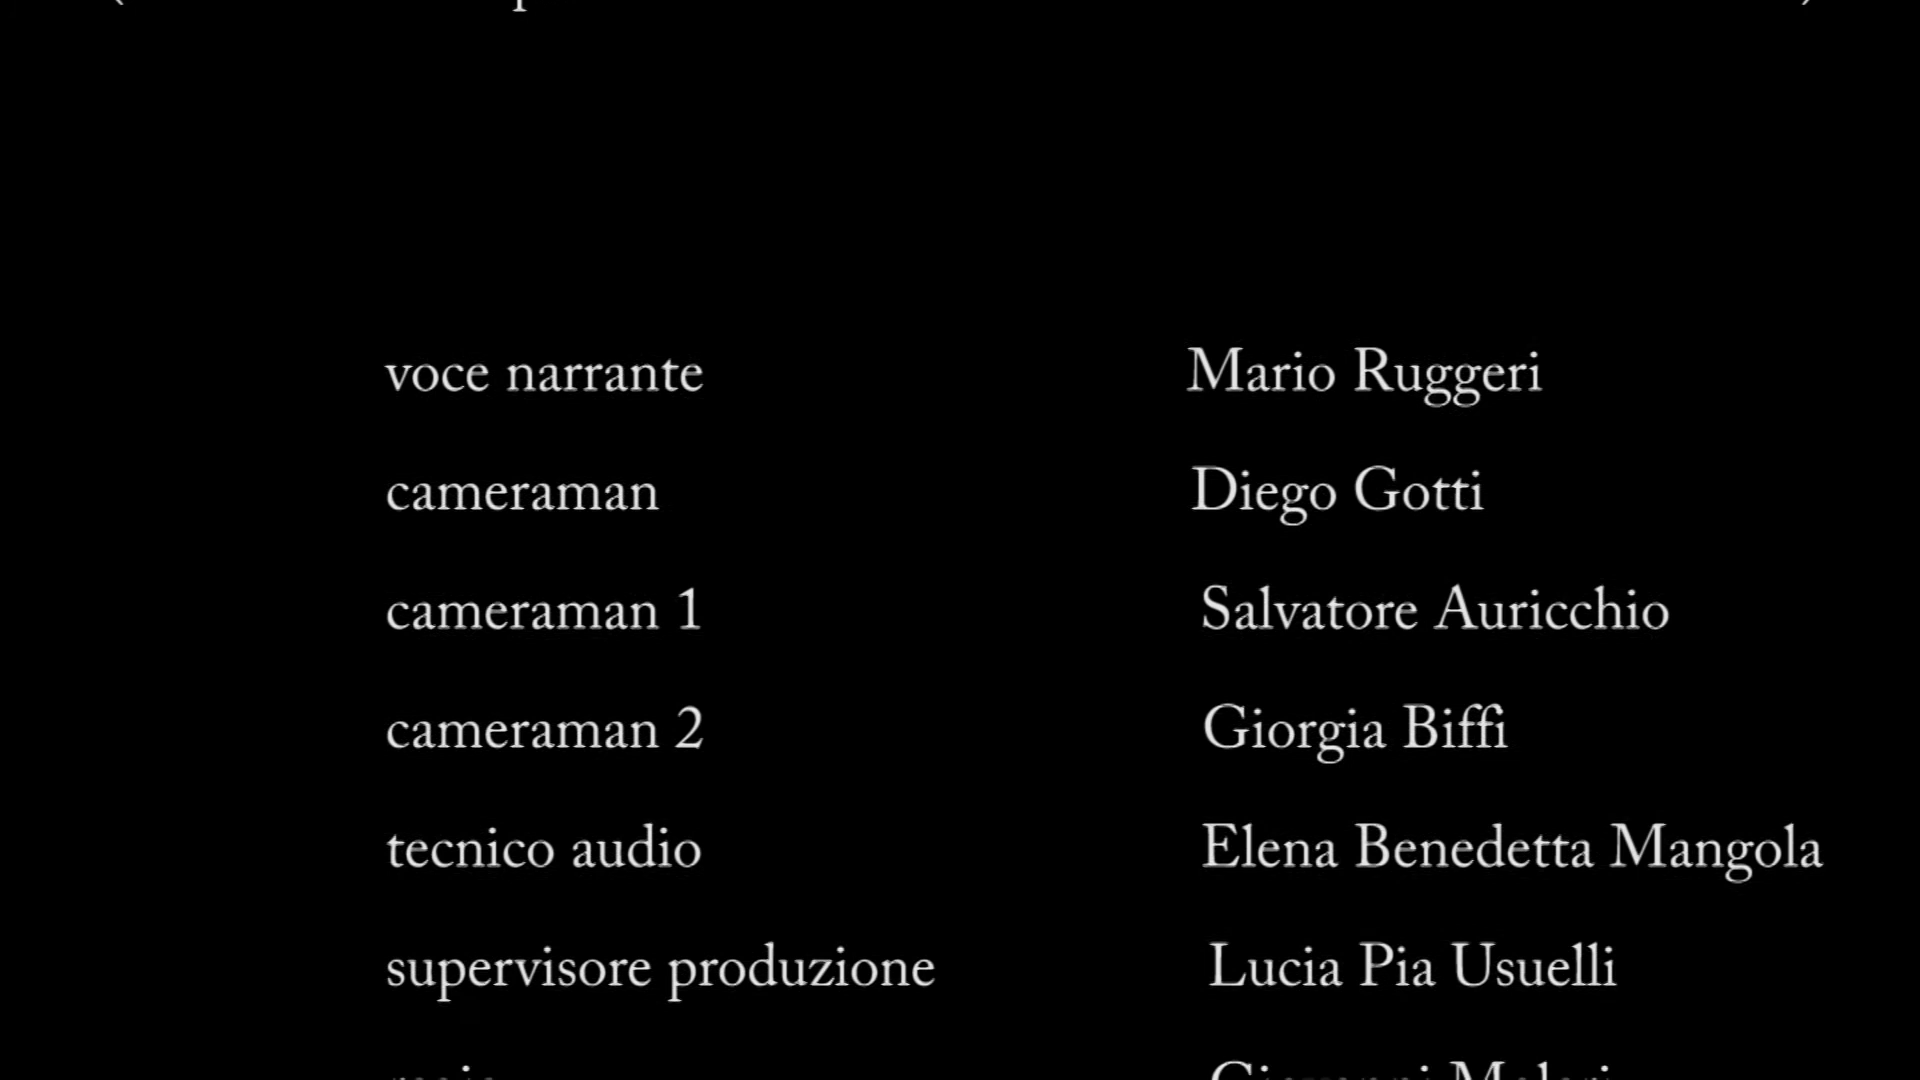 voce narrante Mario Ruggeri
cameraman Diego Gotti
cameraman 1 Salvatore Auricchio
cameraman 2 Giorgia Biffi
tecnico audio Elena Benedetta Mangola
supervisore produzione Lucia Pia Usuelli